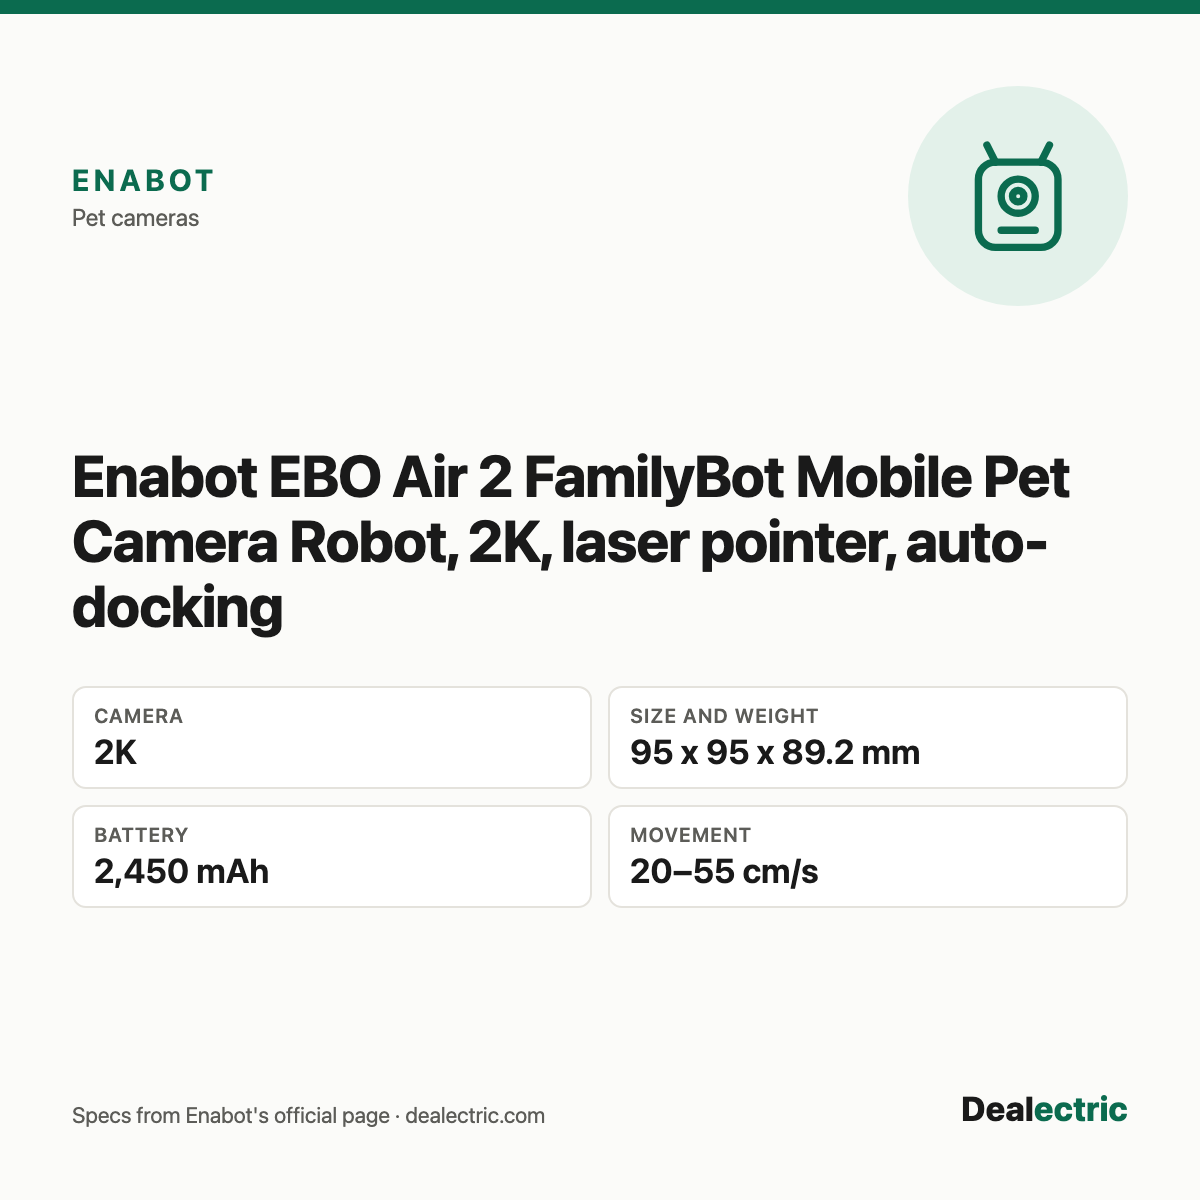 ENABOT
Pet cameras
Enabot EBO Air 2 FamilyBot Mobile Pet
Camera Robot, 2K, laser pointer, auto-
docking
CAMERA
2K
SIZE AND WEIGHT
95 x 95 x 89.2 mm
BATTERY
2,450 mAh
MOVEMENT
20–55 cm/s
Specs from Enabot's official page · dealectric.com
Dealectric